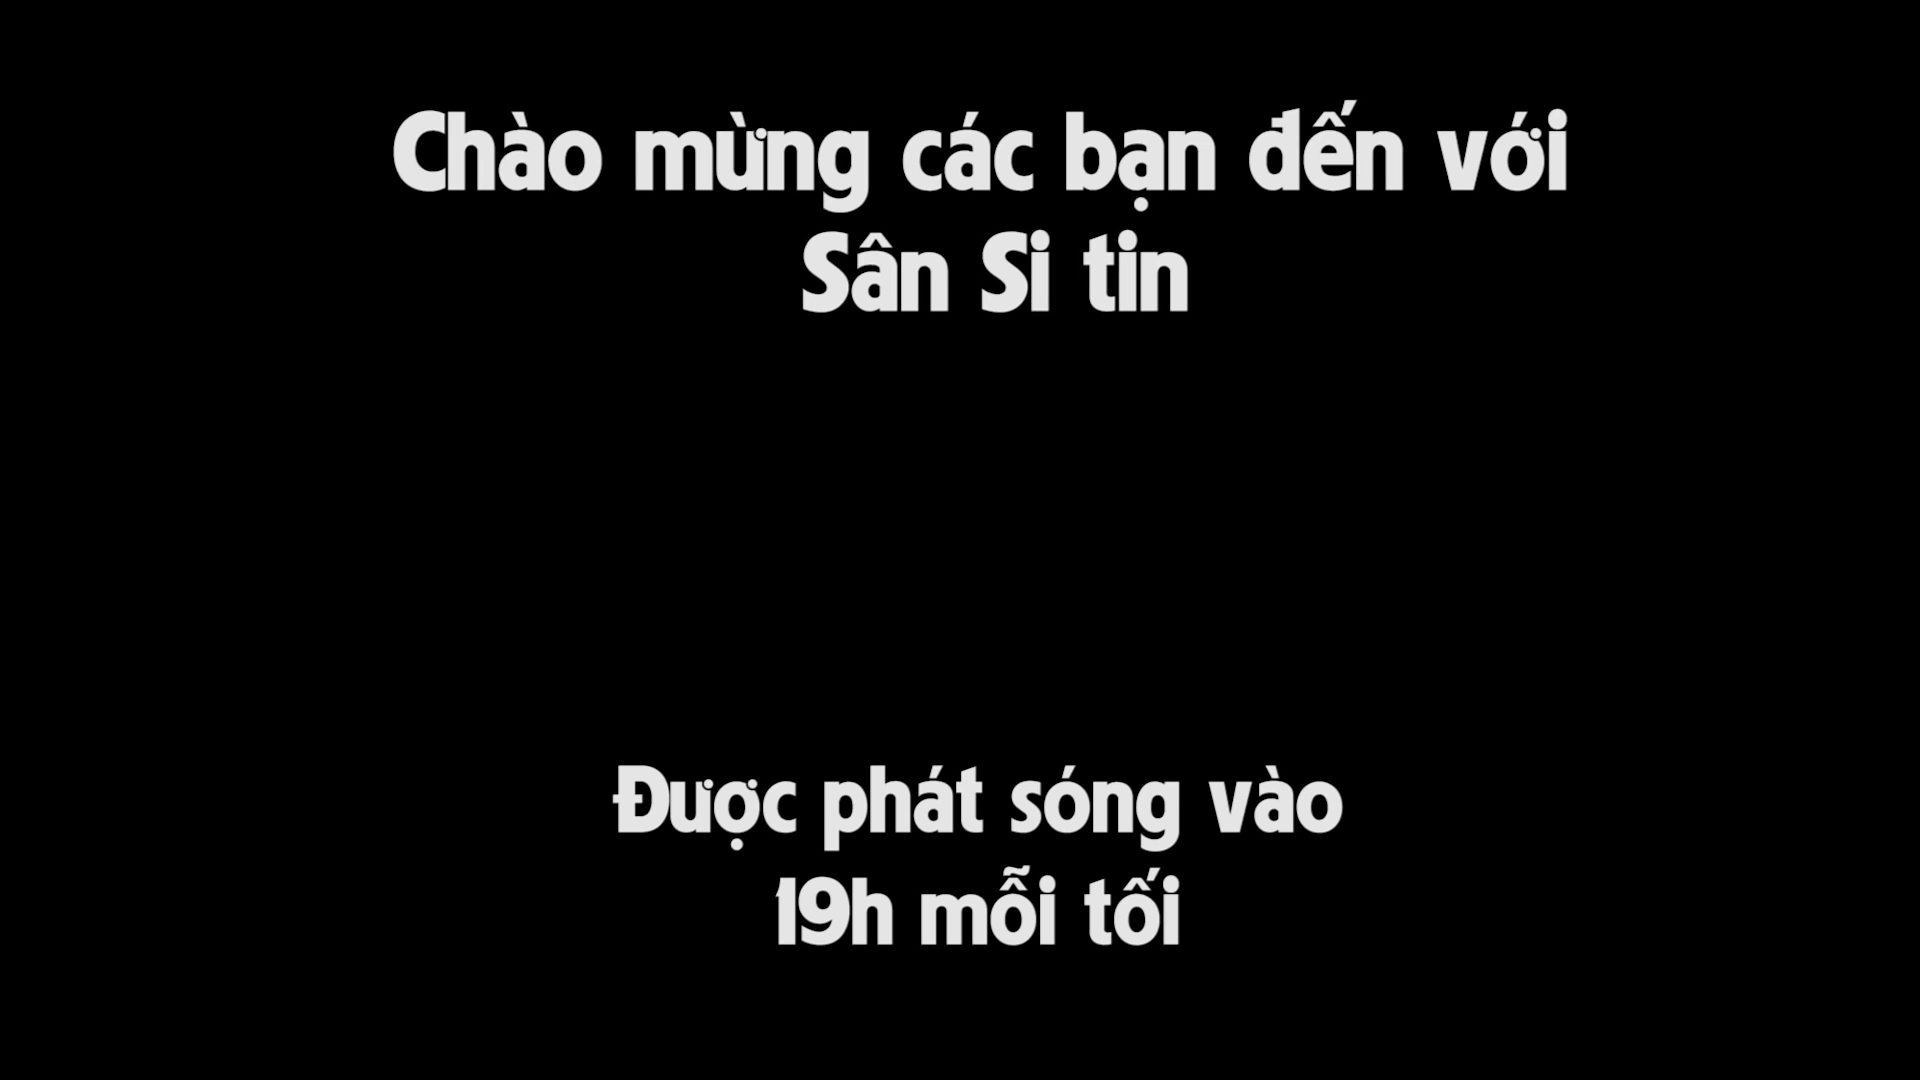 Chào mừng các bạn đến với
Sân Si tin
Được phát sóng vào
19h mỗi tối